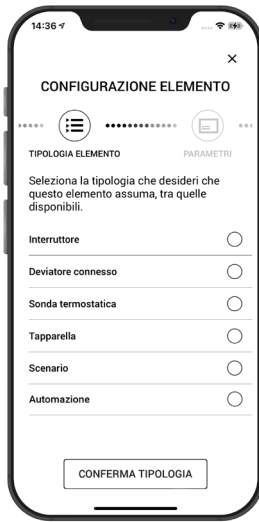 14:36
CONFIGURAZIONE ELEMENTO
TIPOLOGIA ELEMENTO PARAMETRI
Seleziona la tipologia che desideri che
questo elemento assuma, tra quelle
disponibili.
Interruttore
Deviatore connesso
Sonda termostatica
Tapparella
Scenario
Automazione
CONFERMA TIPOLOGIA